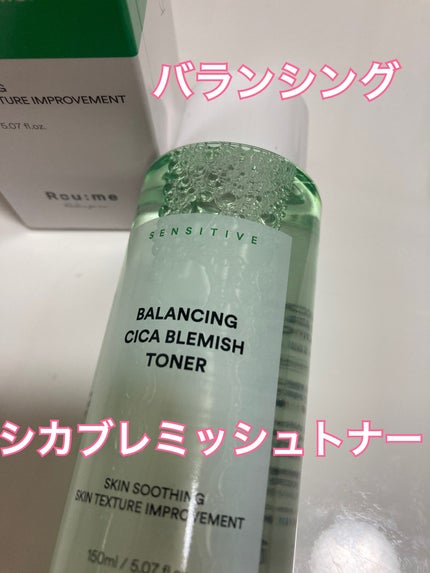 バランシング
TURE IMPROVEMENT
5.07 fl.oz.
Rou:me
SENSITIVE
BALANCING
CICA BLEMISH
TONER
シカブレミッシュトナー
SKIN SOOTHING
SKIN TEXTURE IMPROVEMENT
150ml / 5.07 fl.o